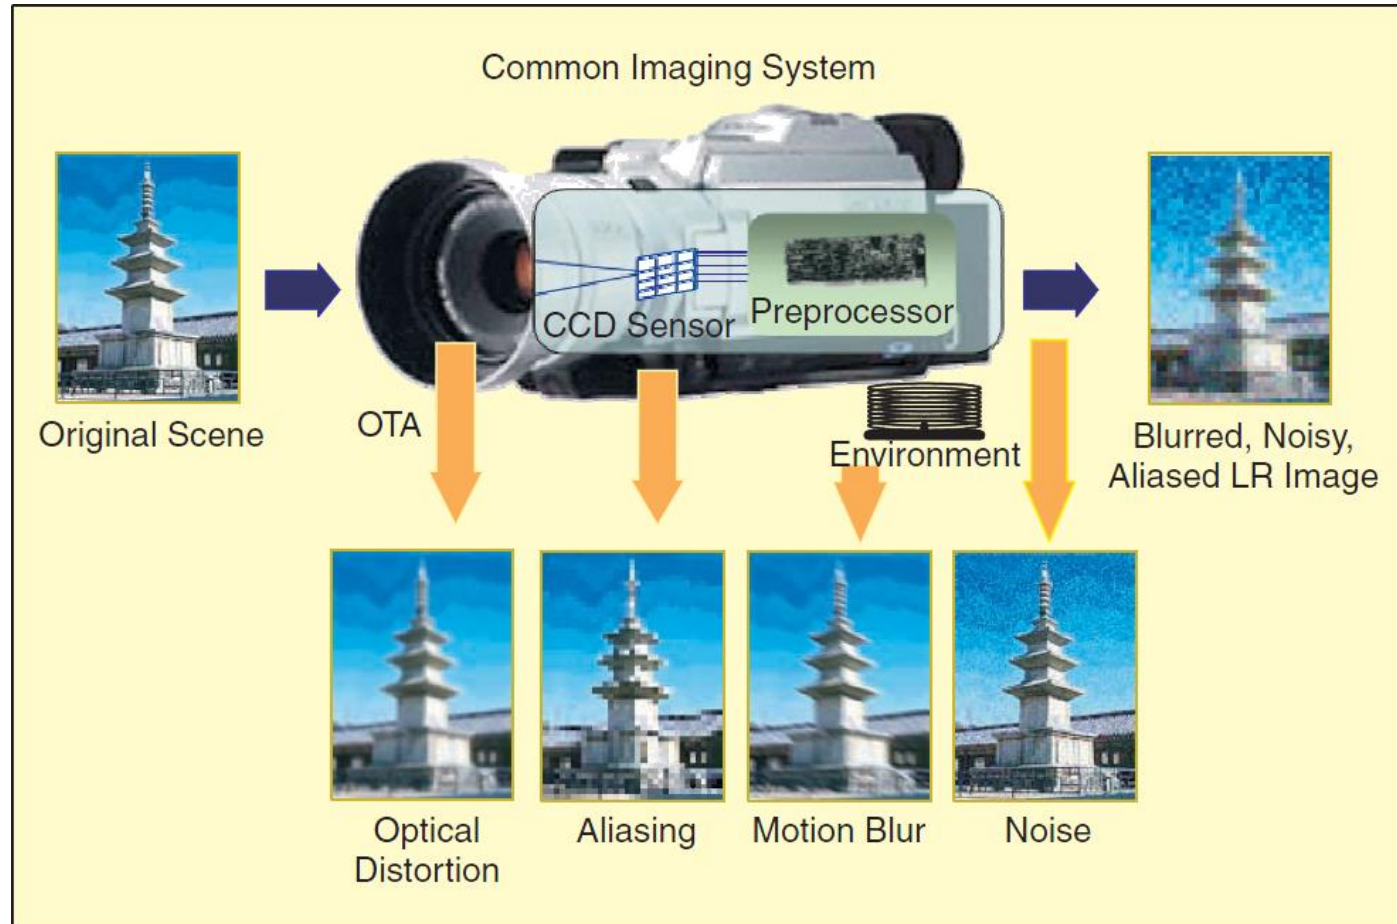 Common Imaging System
CCD Sensor
Preprocessor
Original Scene
OTA
Environment
Blurred, Noisy,
Aliased LR Image
Optical
Distortion
Aliasing
Motion Blur
Noise